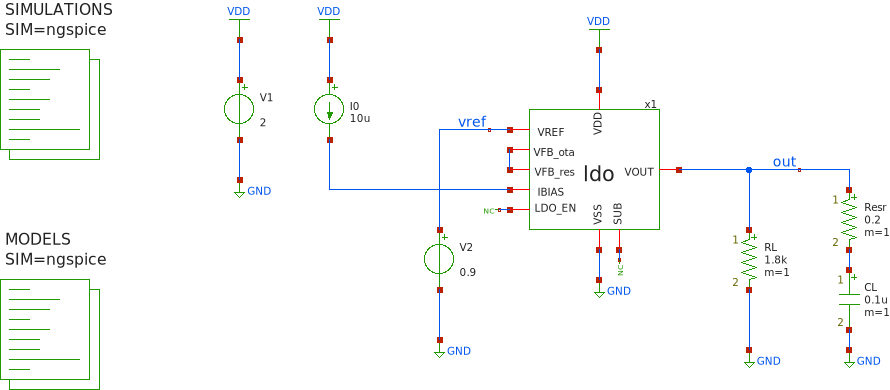 SIMULATIONS
SIM=ngspice
MODELS
SIM=ngspice
VDD
+
V1
2
GND
VDD
+
I0
10u
vref
+
V2
0.9
GND
VDD
x1
VDD
VREF
VFB_ota
VFB_res
IBIAS
LDO_EN
NC
ldo
VOUT
VSS
SUB
NC
GND
out
1
+
RL
1.8k
m=1
2
GND
1
+
Resr
0.2
m=1
2
1
+
CL
0.1u
m=1
2
GND